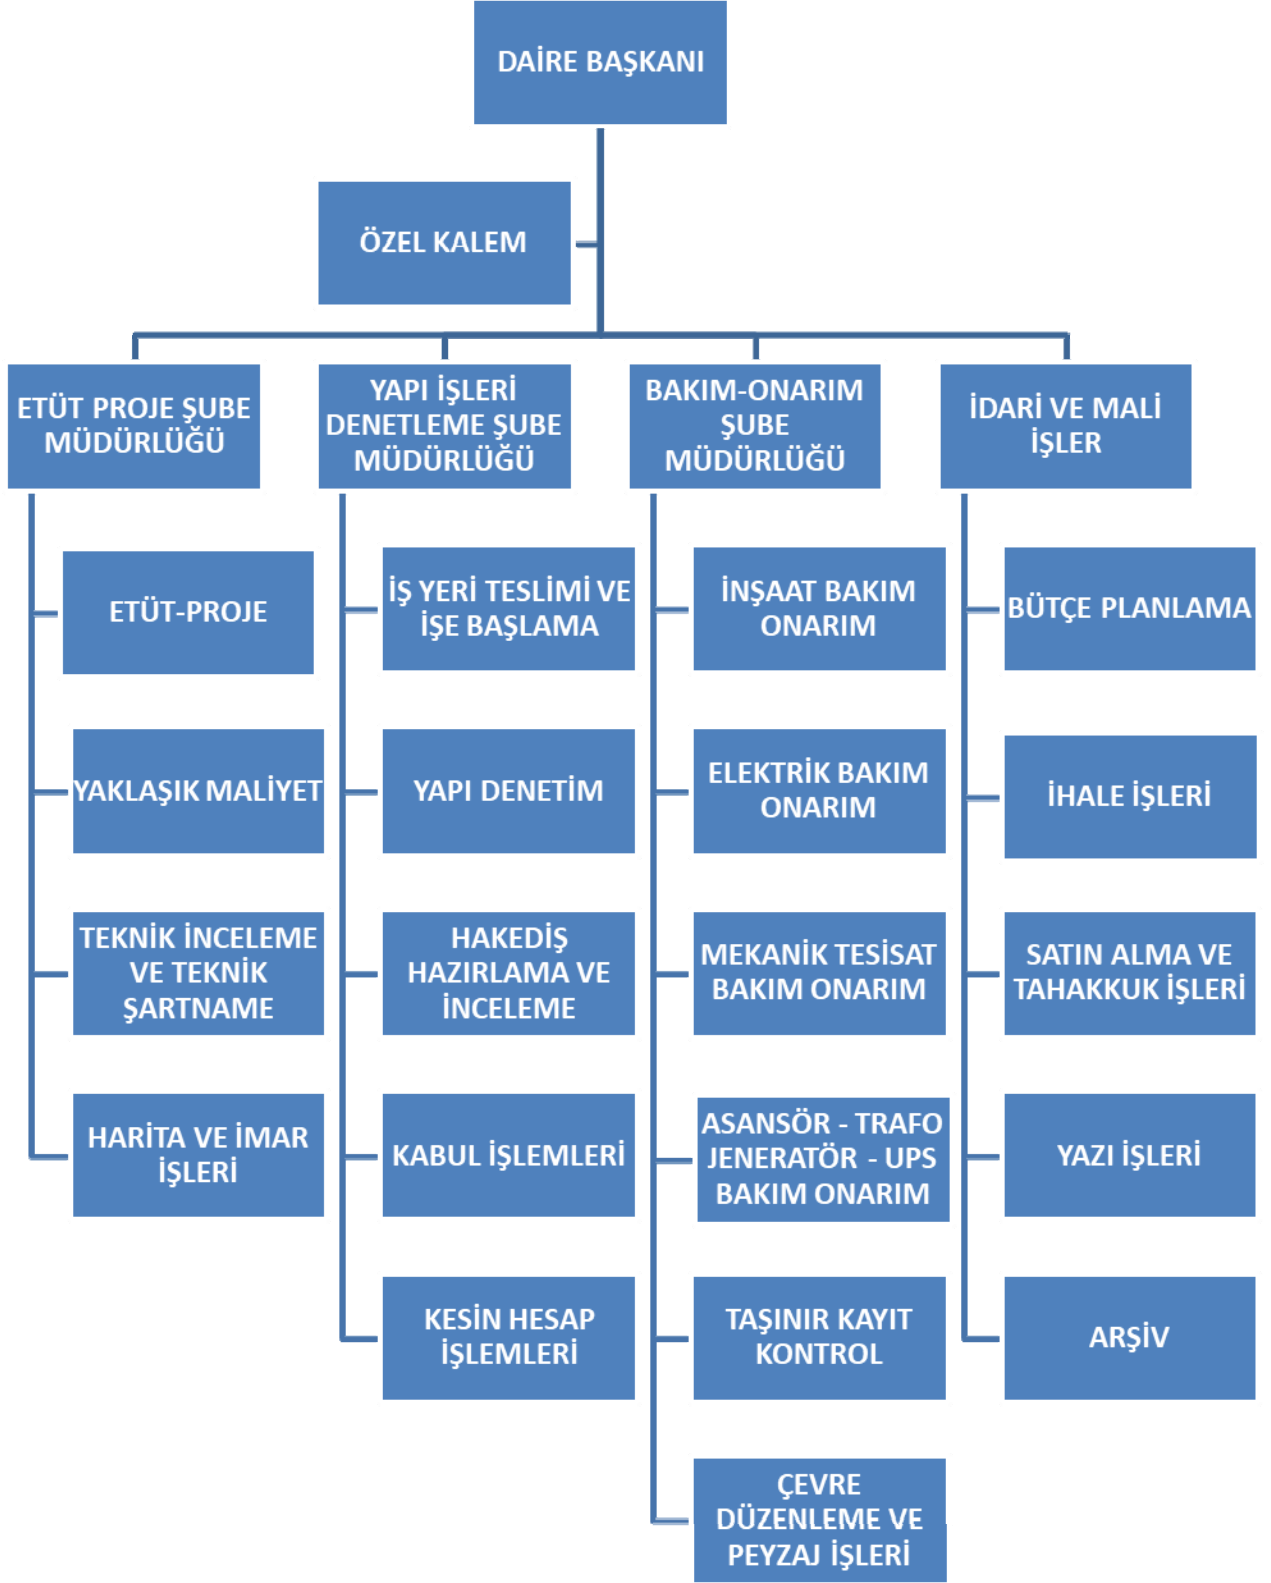 DAİRE BAŞKANI
ÖZEL KALEM
ETÜT PROJE ŞUBE
MÜDÜRLÜĞÜ
ETÜT-PROJE
YAKLAŞIK MALİYET
TEKNİK İNCELEME
VE TEKNİK
ŞARTNAME
HARİTA VE İMAR
İŞLERİ
YAPI İŞLERİ
DENETLEME ŞUBE
MÜDÜRLÜĞÜ
İŞ YERİ TESLİMİ VE
İŞE BAŞLAMA
YAPI DENETİM
HAKEDİŞ
HAZIRLAMA VE
İNCELEME
KABUL İŞLEMLERİ
KESİN HESAP
İŞLEMLERİ
BAKIM-ONARIM
ŞUBE
MÜDÜRLÜĞÜ
İNŞAAT BAKIM
ONARIM
ELEKTRİK BAKIM
ONARIM
MEKANİK TESİSAT
BAKIM ONARIM
ASANSÖR - TRAFO
JENERATÖR - UPS
BAKIM ONARIM
TAŞINIR KAYIT
KONTROL
ÇEVRE
DÜZENLEME VE
PEYZAJ İŞLERİ
İDARİ VE MALİ
İŞLER
BÜTÇE PLANLAMA
İHALE İŞLERİ
SATIN ALMA VE
TAHAKKUK İŞLERİ
YAZI İŞLERİ
ARŞİV